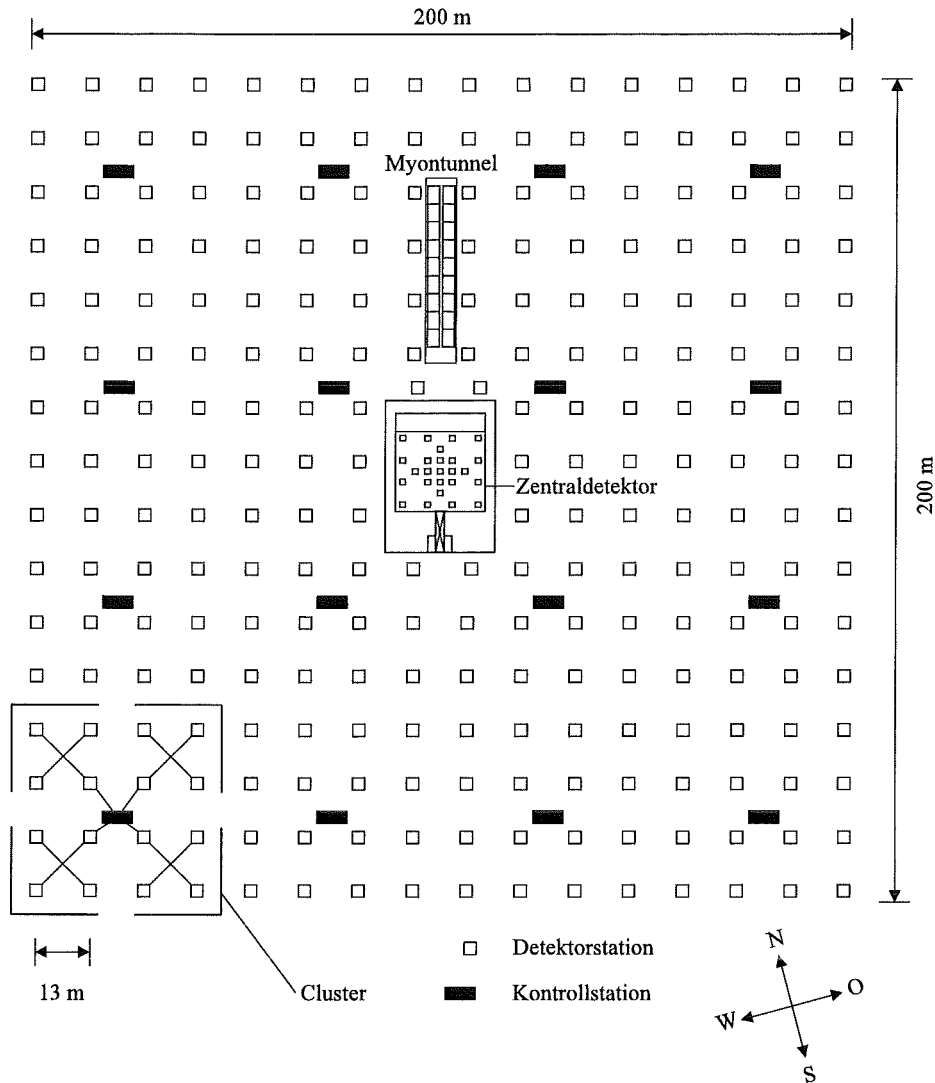 200 m
Myontunnel
Zentraldetektor
200 m
13 m
Cluster
Detektorstation
Kontrollstation
N
O
W
S